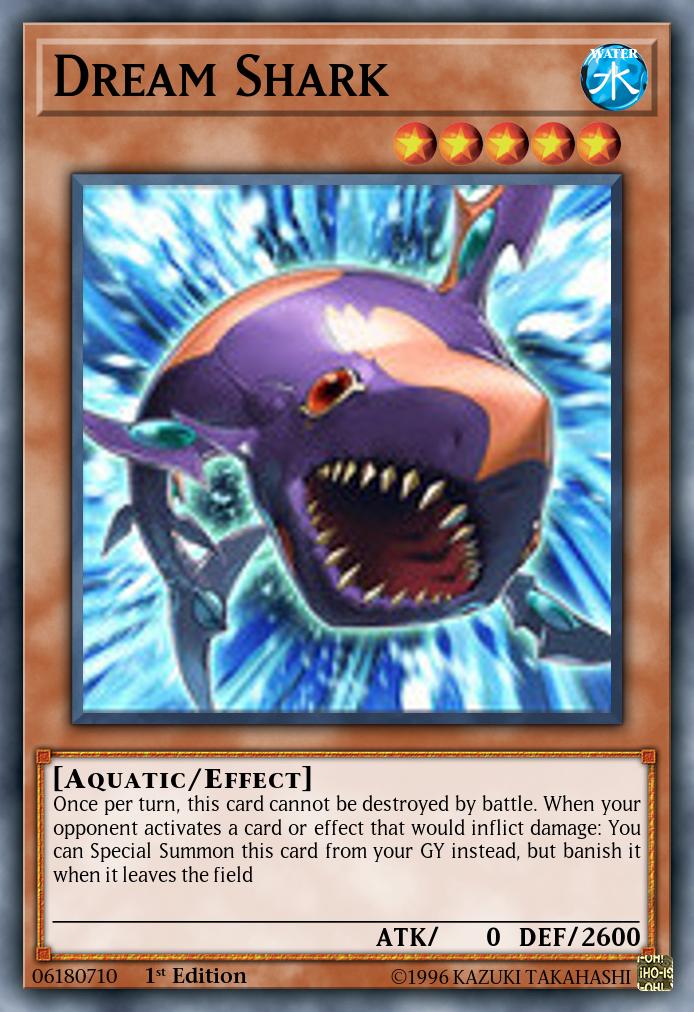 DREAM SHARK
WATER
水
[AQUATIC/EFFECT]
Once per turn, this card cannot be destroyed by battle. When your
opponent activates a card or effect that would inflict damage: You
can Special Summon this card from your GY instead, but banish it
when it leaves the field
ATK/ 0 DEF/2600
06180710 1st Edition ©1996 KAZUKI TAKAHASHI